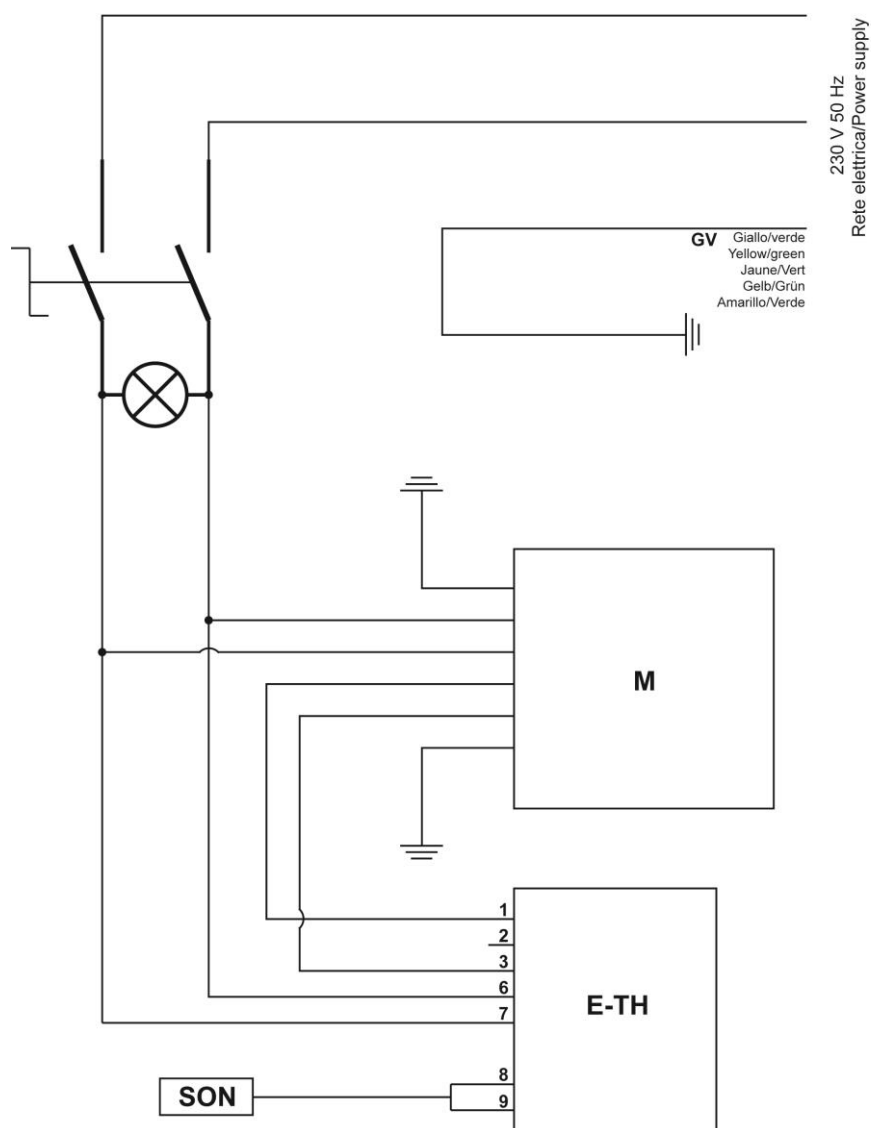 230 V 50 Hz
Rete elettrica/Power supply
GV Giallo/verde
Yellow/green
Jaune/Vert
Gelb/Grün
Amarillo/Verde
M
1
2
3
6
7
E-TH
8
9
SON